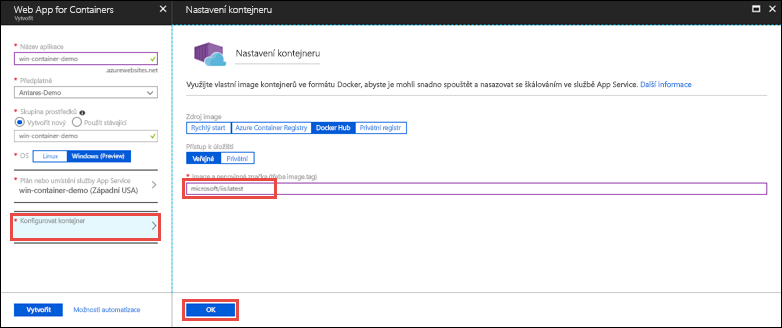 Web App for Containers
Vytvořit
* Název aplikace
win-container-demo
.azurewebsites.net
* Předplatné
Antares-Demo
* Skupina prostředků
Vytvořit nový
Použít stávající
win-container-demo
* OS
Linux
Windows (Preview)
* Plán nebo umístění služby App Service
win-container-demo (Západní USA)
* Konfigurovat kontejner
Vytvořit
Možnosti automatizace
Nastavení kontejneru
Nastavení kontejneru
Využijte vlastní image kontejnerů ve formátu Docker, abyste je mohli snadno spouštět a nasazovat se škálováním ve službě App Service. Další informace
Zdroj image
Rychlý start
Azure Container Registry
Docker Hub
Privátní registr
Přístup k úložišti
Veřejné
Privátní
* Image a nepovinné značka (třeba image:tag)
microsoft/iis:latest
OK